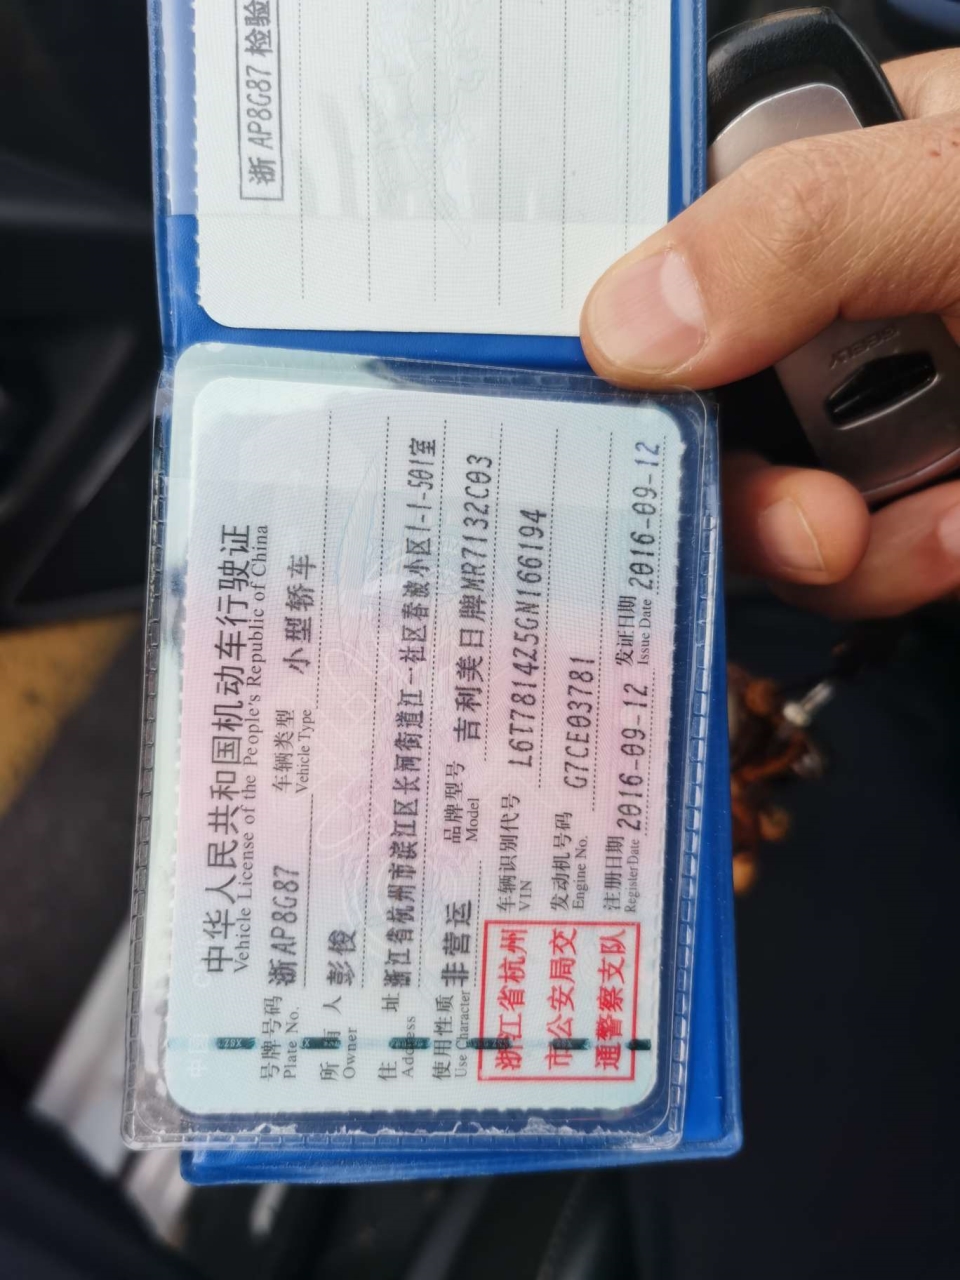 中华人民共和国机动车行驶证
Vehicle License of the People's Republic of China
号牌号码 浙AP8G87 车辆类型 小型轿车
Plate No. Vehicle Type
所有人 彭俊
Owner
住址 浙江省杭州市滨江区长河街道江一社区春波小区1-1-501室
Address
使用性质 非营运 品牌型号 吉利美日牌MR7132C03
Use Character Model
浙江省杭州
市公安局交
通警察支队
车辆识别代号 L6T7814Z5GN166194
VIN
发动机号码 G7CE03781
Engine No.
注册日期 2016-09-12 发证日期 2016-09-12
Register Date Issue Date
浙AP8G87 检验
GEELY